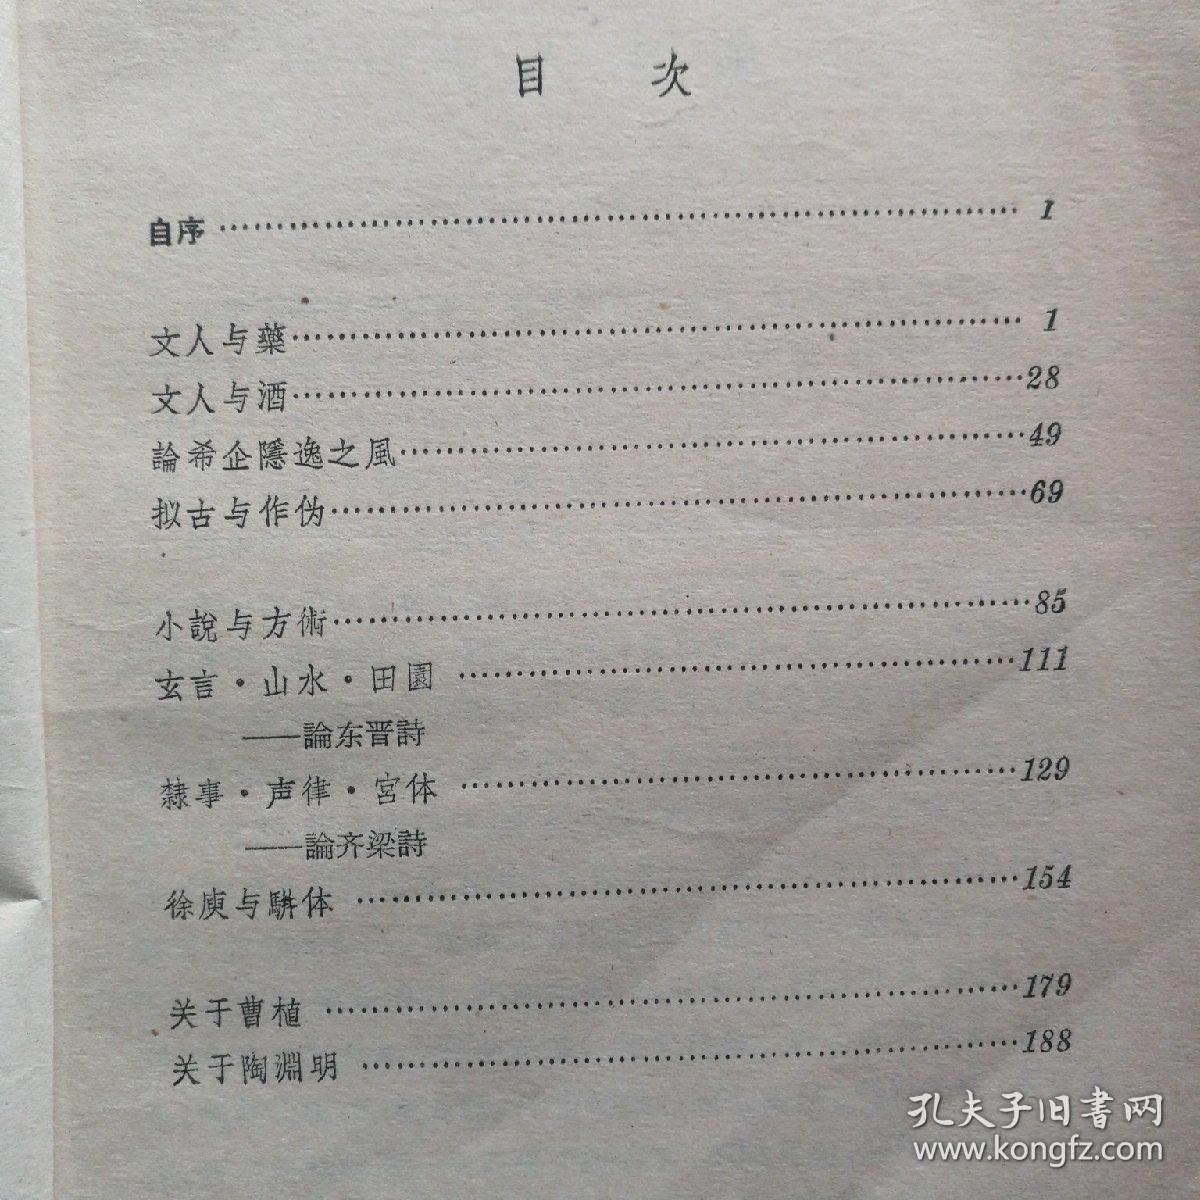 目 次
自序……1
文人与藥……1
文人与酒……28
論希企隱逸之風……49
拟古与作伪……69
小說与方術……85
玄言·山水·田園……111
——論东晋詩
隸事·声律·宮体……129
——論齐梁詩
徐庾与駢体……154
关于曹植……179
关于陶淵明……188
孔夫子旧書网
www.kongfz.com